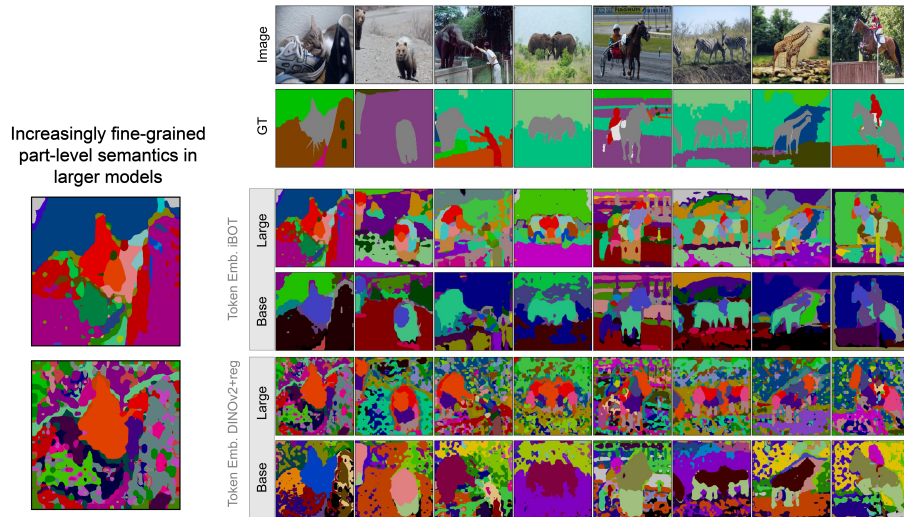 Image
GT
Increasingly fine-grained
part-level semantics in
larger models
Token Emb. iBOT
Large
Base
Token Emb. DINOv2+reg
Large
Base